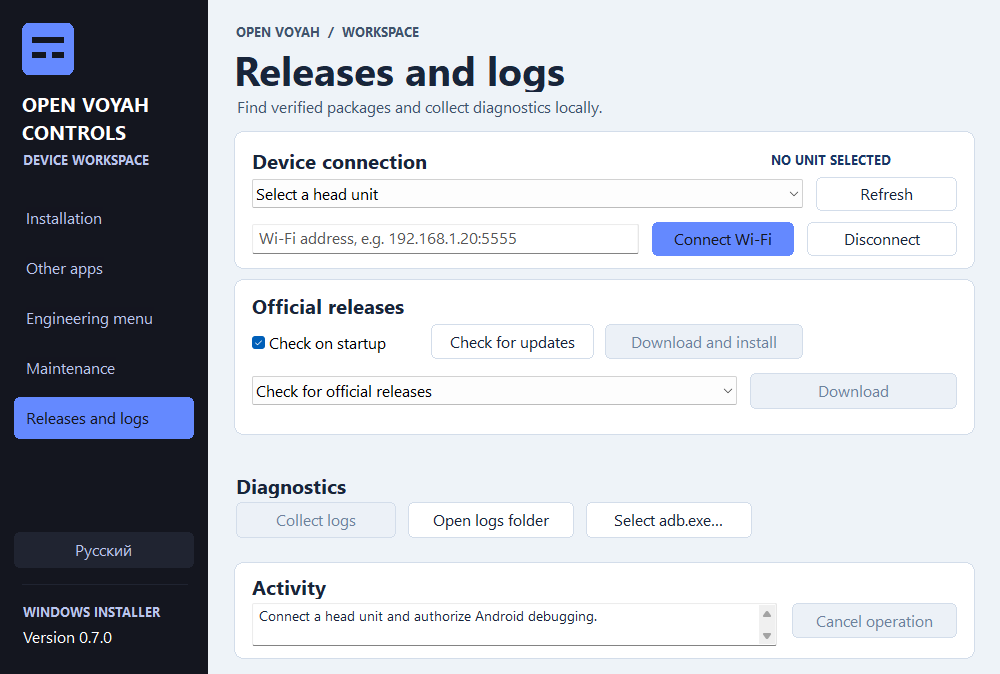 OPEN VOYAH
CONTROLS
DEVICE WORKSPACE
Installation
Other apps
Engineering menu
Maintenance
Releases and logs
Русский
WINDOWS INSTALLER
Version 0.7.0
OPEN VOYAH / WORKSPACE
Releases and logs
Find verified packages and collect diagnostics locally.
Device connection
NO UNIT SELECTED
Select a head unit
Refresh
Wi-Fi address, e.g. 192.168.1.20:5555
Connect Wi-Fi
Disconnect
Official releases
Check on startup
Check for updates
Download and install
Check for official releases
Download
Diagnostics
Collect logs
Open logs folder
Select adb.exe...
Activity
Connect a head unit and authorize Android debugging.
Cancel operation